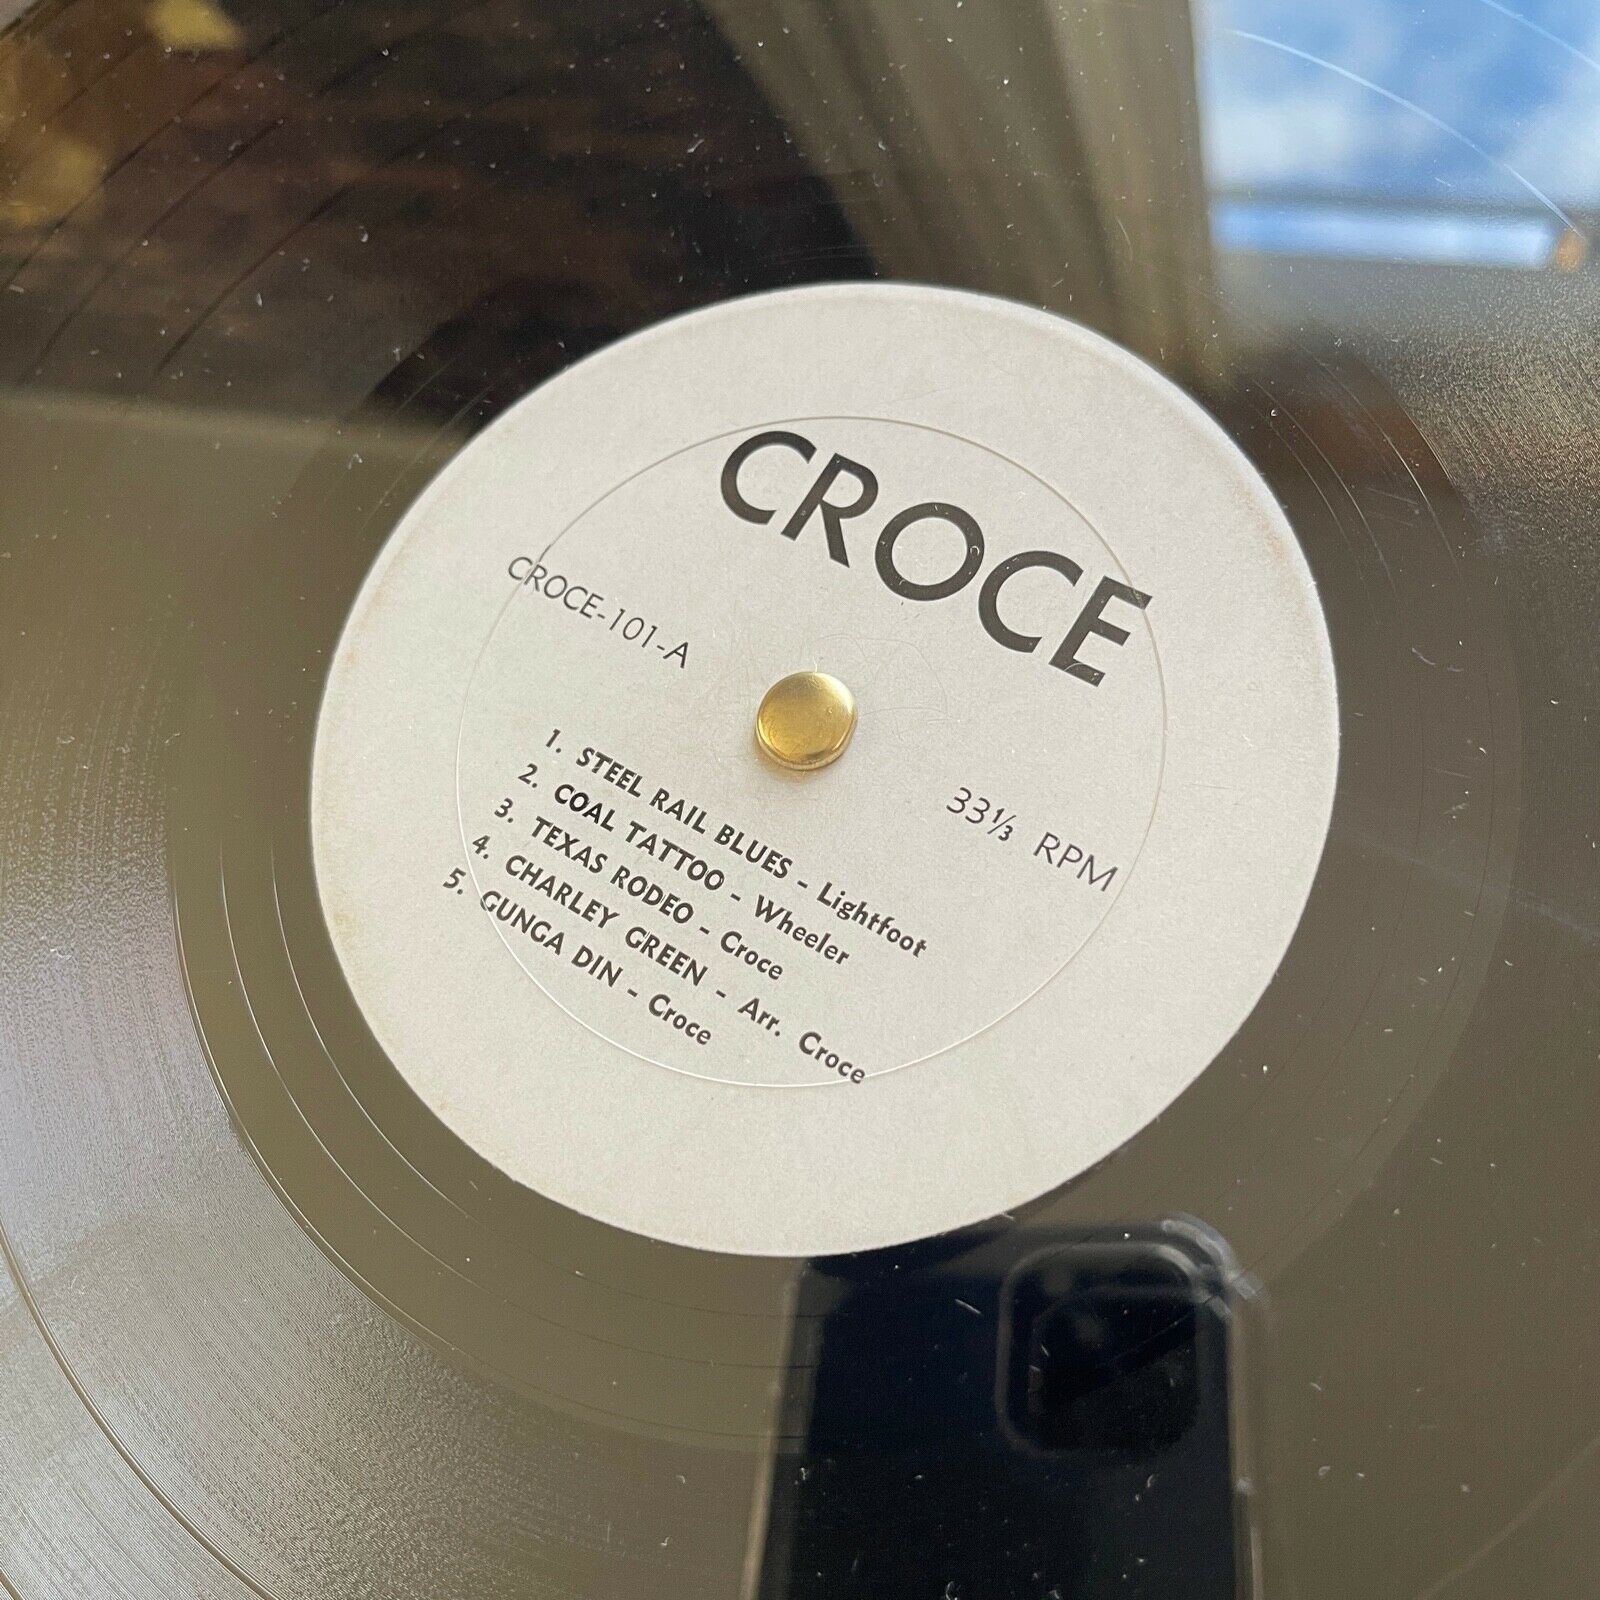 CROCE
CROCE-101-A
33⅓ RPM
1. STEEL RAIL BLUES - Lightfoot
2. COAL TATTOO - Wheeler
3. TEXAS RODEO - Croce
4. CHARLEY GREEN - Arr. Croce
5. GUNGA DIN - Croce